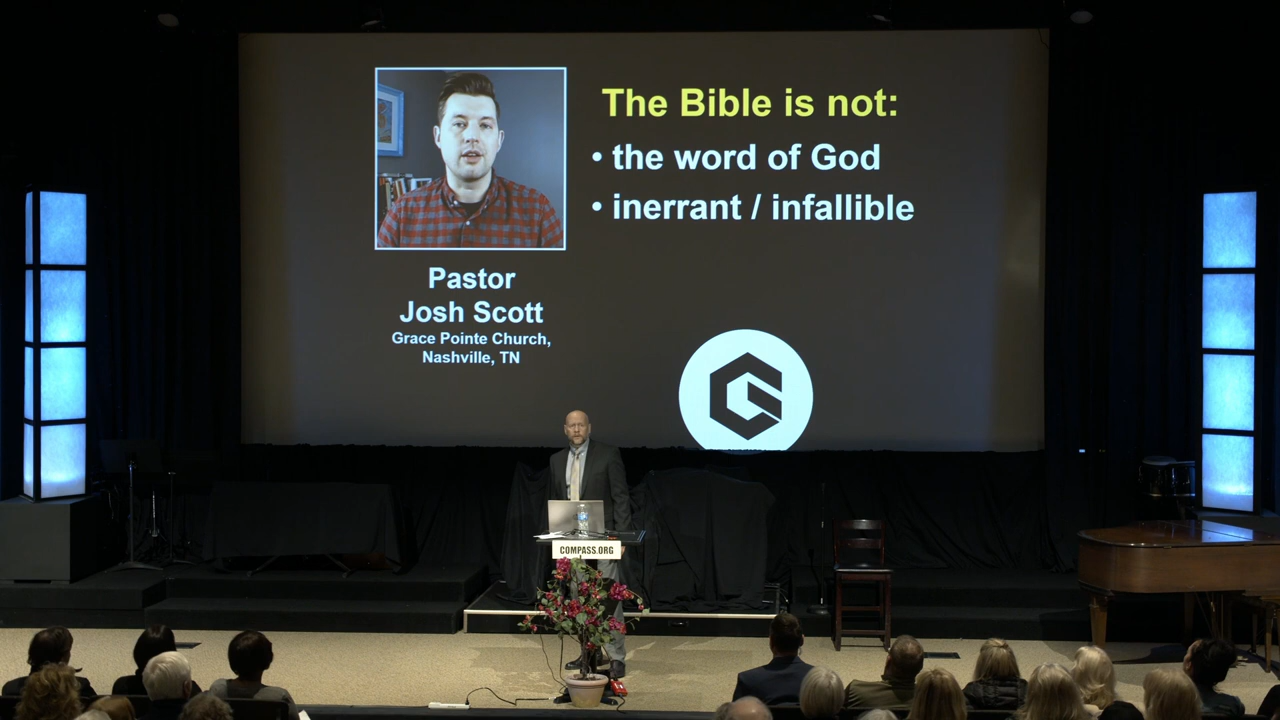 The Bible is not:
• the word of God
• inerrant / infallible
Pastor
Josh Scott
Grace Pointe Church,
Nashville, TN
COMPASS.ORG